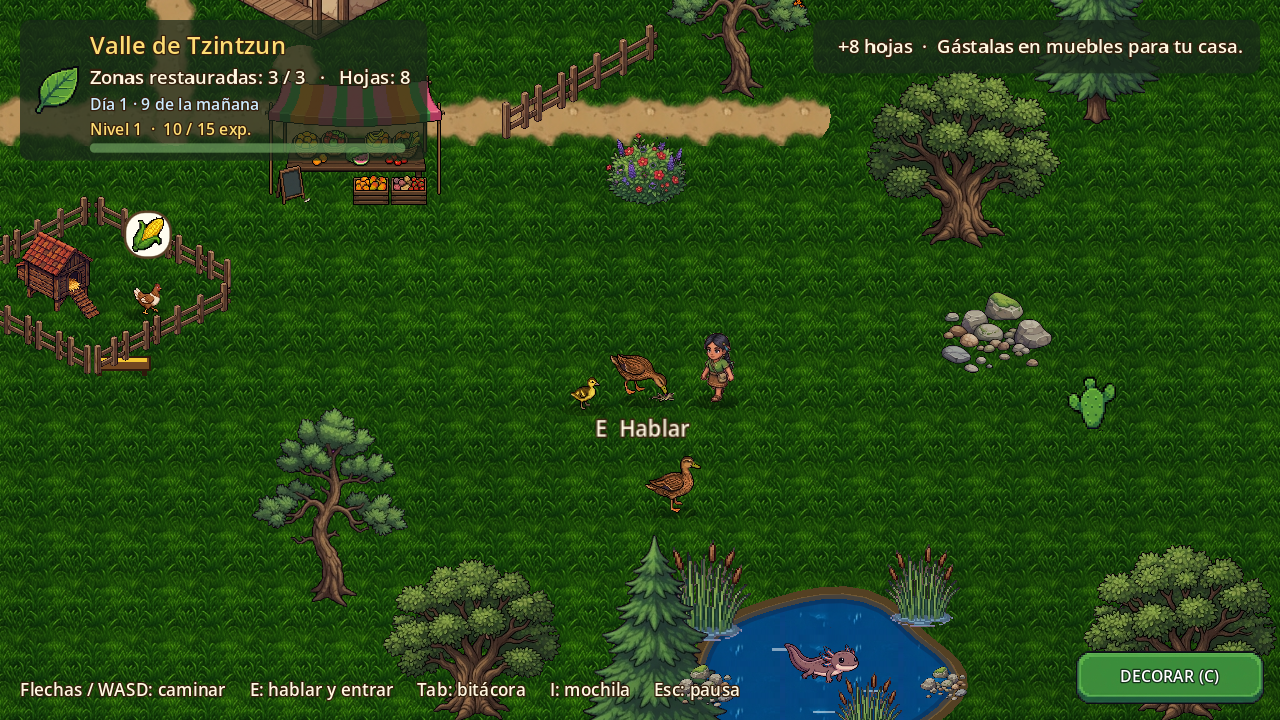 Valle de Tzintzun
Zonas restauradas: 3 / 3 · Hojas: 8
Día 1 · 9 de la mañana
Nivel 1 · 10 / 15 exp.
+8 hojas · Gástalas en muebles para tu casa.
E Hablar
Flechas / WASD: caminar E: hablar y entrar Tab: bitácora I: mochila Esc: pausa
DECORAR (C)